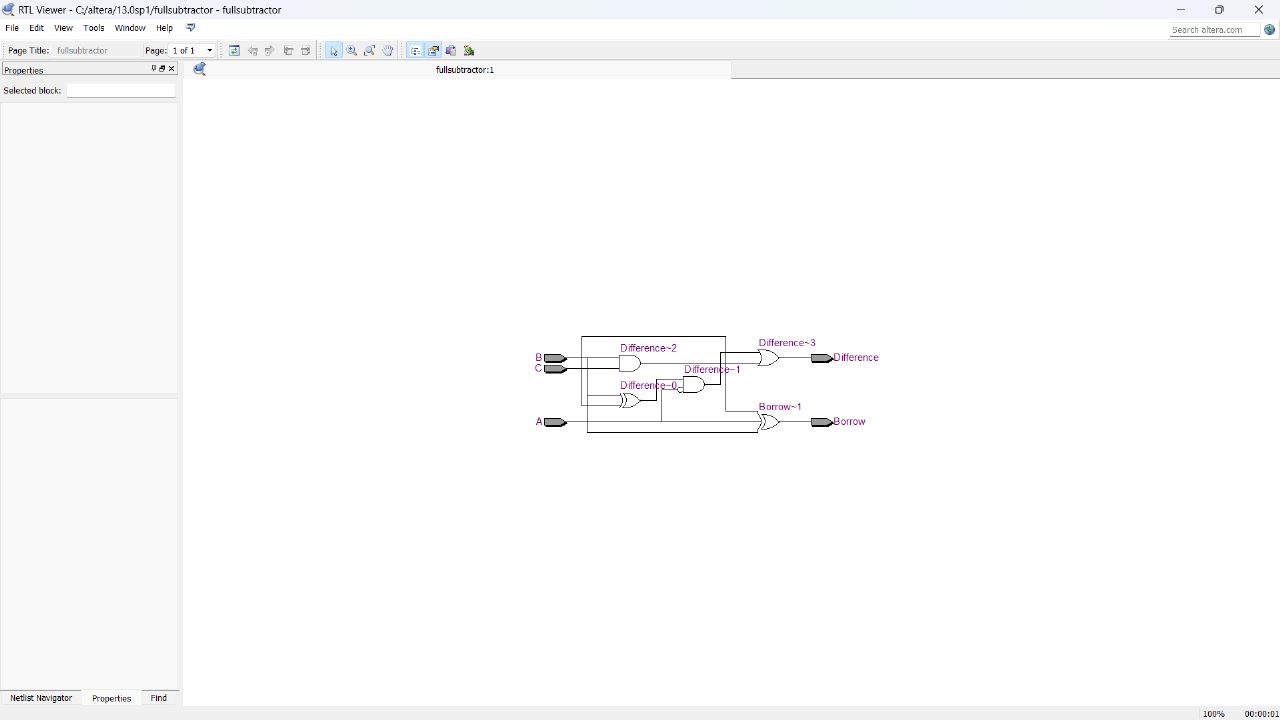 RTL Viewer - C:/altera/13.0sp1/fullsubtractor - fullsubtractor
File Edit View Tools Window Help
Search altera.com
Page Title: fullsubtractor Page: 1 of 1
Properties
fullsubtractor:1
Selected block:
Difference~3
Difference~2
B
Difference
C
Difference~1
Difference~0
Borrow~1
A
Borrow
Netlist Navigator Properties Find
100% 00:00:01